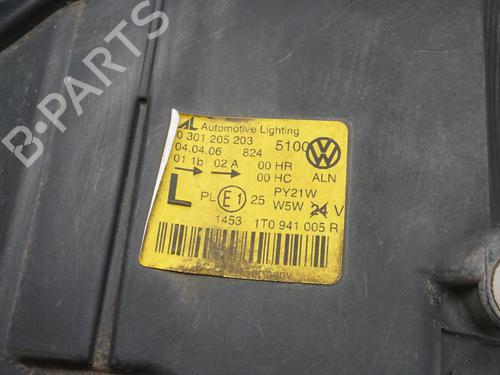 B-PARTS
AL Automotive Lighting
0 301 205 203 5100
04.04.06 824
01 1b 02 A 00 HR ALN
00 HC
L PL E1 25 PY21W
W5W 24 V
1453 1T0 941 005 R